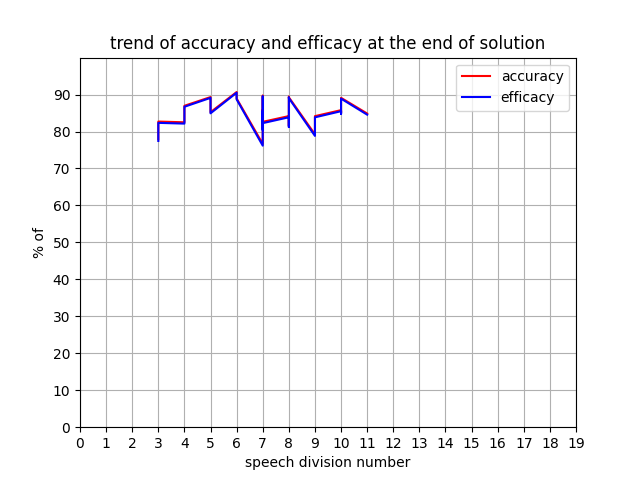 trend of accuracy and efficacy at the end of solution
accuracy
efficacy
90
80
70
60
50
40
30
20
10
0
% of
0 1 2 3 4 5 6 7 8 9 10 11 12 13 14 15 16 17 18 19
speech division number